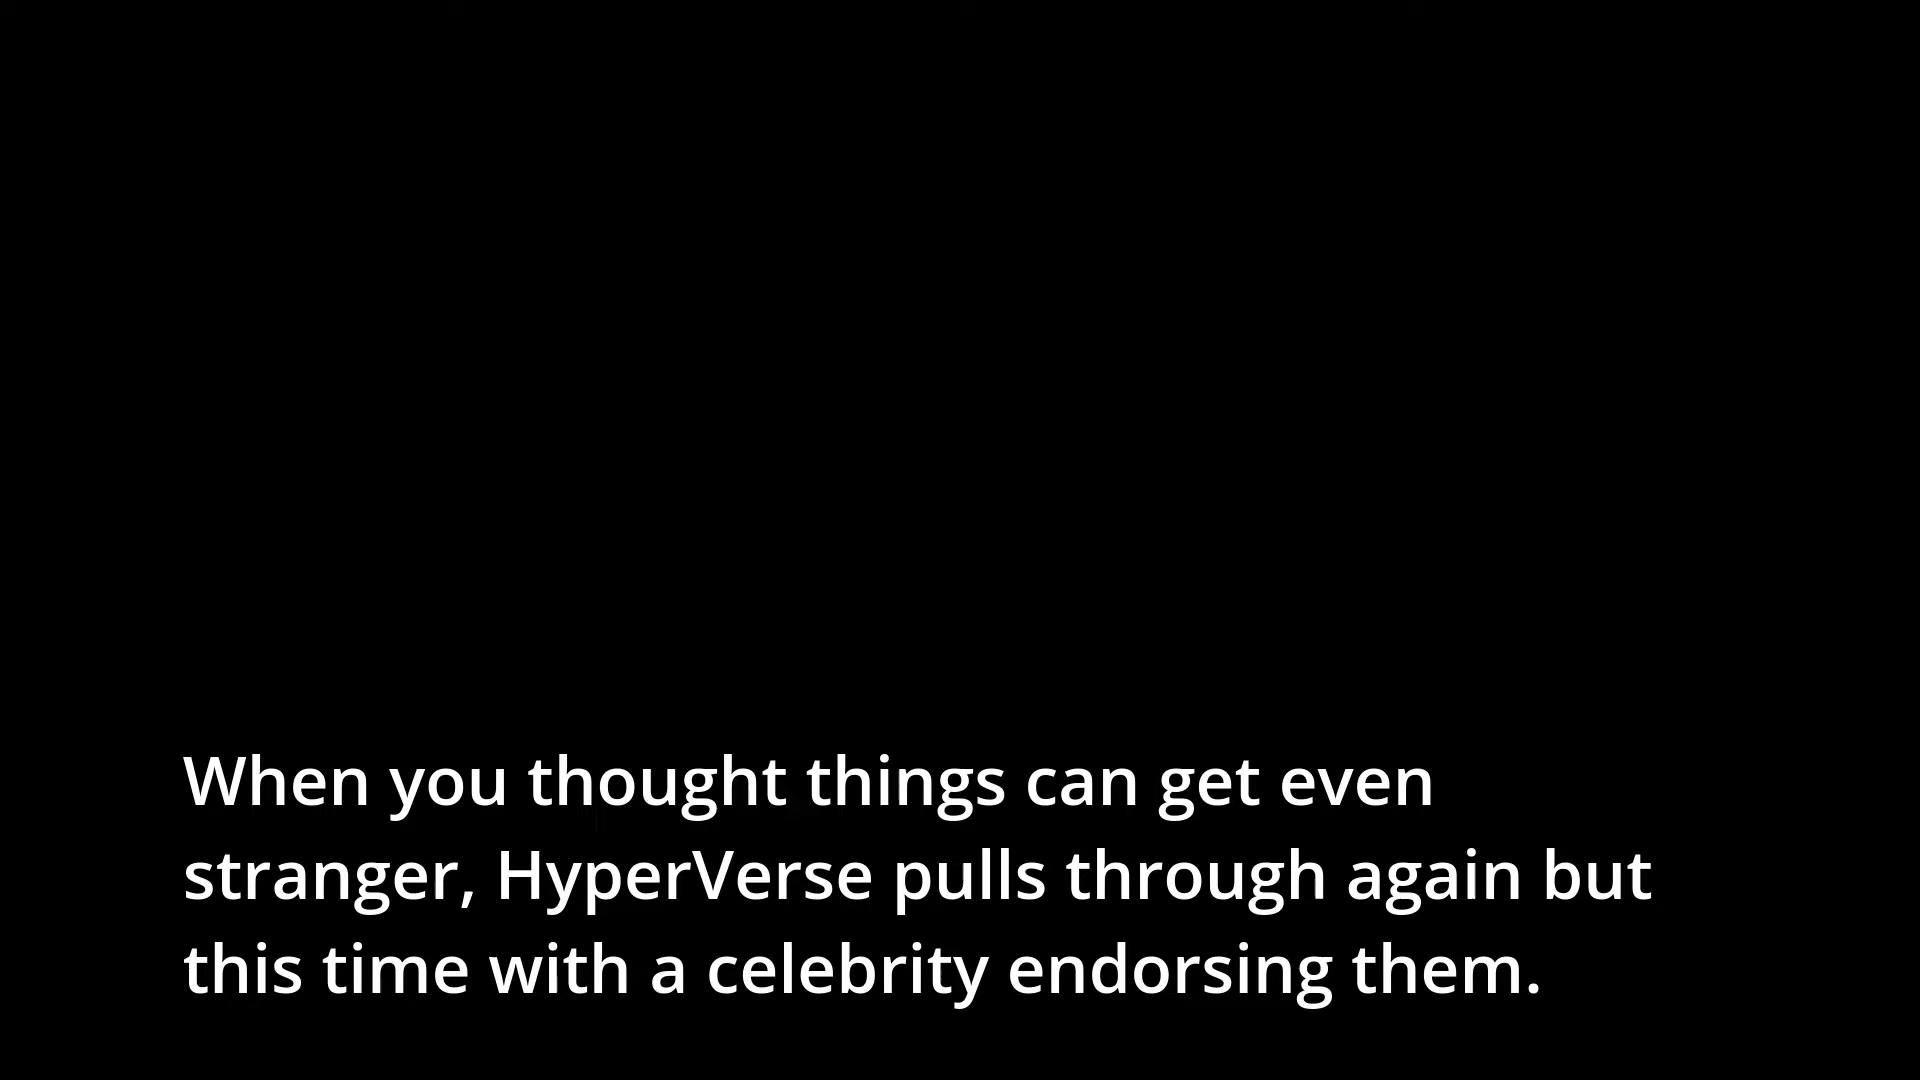 When you thought things can get even
stranger, HyperVerse pulls through again but
this time with a celebrity endorsing them.